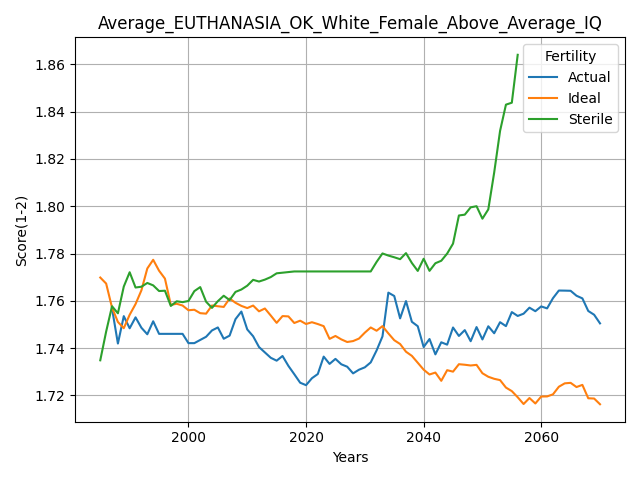 Average_EUTHANASIA_OK_White_Female_Above_Average_IQ
Fertility
Actual
Ideal
Sterile
Score(1-2)
1.86
1.84
1.82
1.80
1.78
1.76
1.74
1.72
2000 2020 2040 2060
Years